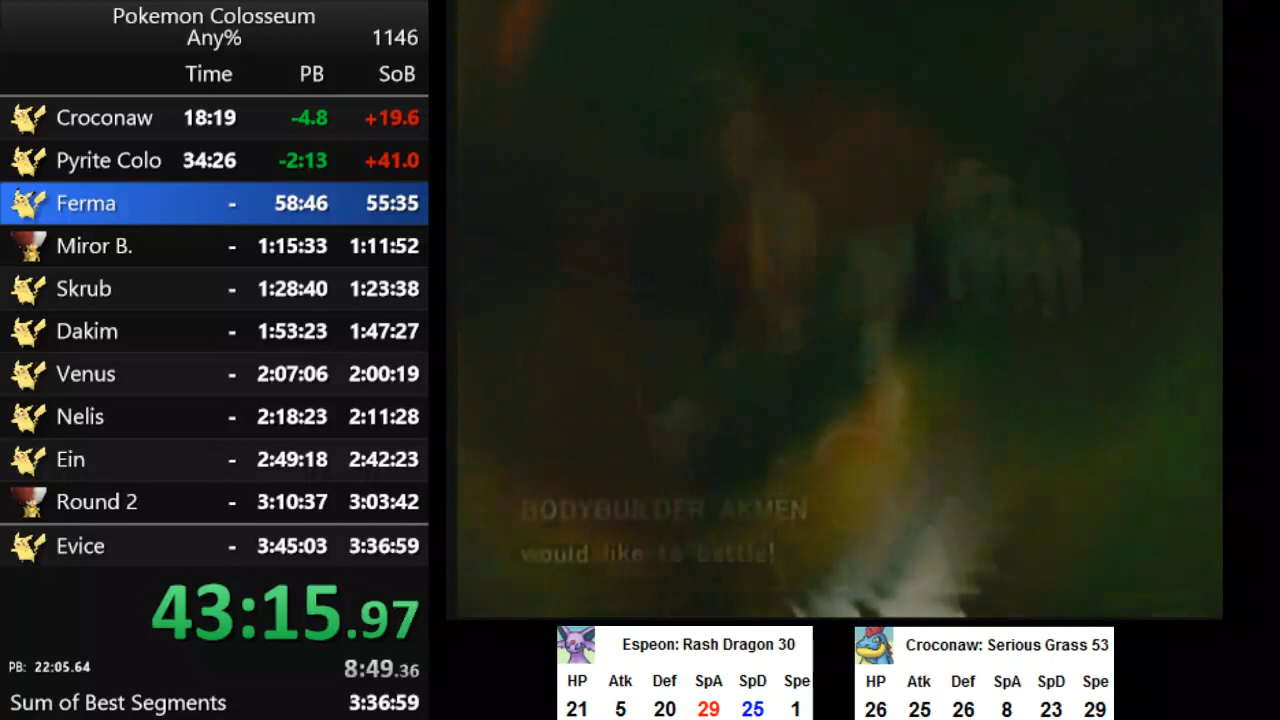 Pokemon Colosseum
Any% 1146
Time PB SoB
Croconaw 18:19 -4.8 +19.6
Pyrite Colo 34:26 -2:13 +41.0
Ferma - 58:46 55:35
Miror B. - 1:15:33 1:11:52
Skrub - 1:28:40 1:23:38
Dakim - 1:53:23 1:47:27
Venus - 2:07:06 2:00:19
Nelis - 2:18:23 2:11:28
Ein - 2:49:18 2:42:23
Round 2 - 3:10:37 3:03:42
Evice - 3:45:03 3:36:59
43:15.97
PB: 22:05.64 8:49.36
Sum of Best Segments 3:36:59
BODYBUILDER AKMEN
would like to battle!
Espeon: Rash Dragon 30
HP Atk Def SpA SpD Spe
21 5 20 29 25 1
Croconaw: Serious Grass 53
HP Atk Def SpA SpD Spe
26 25 26 8 23 29